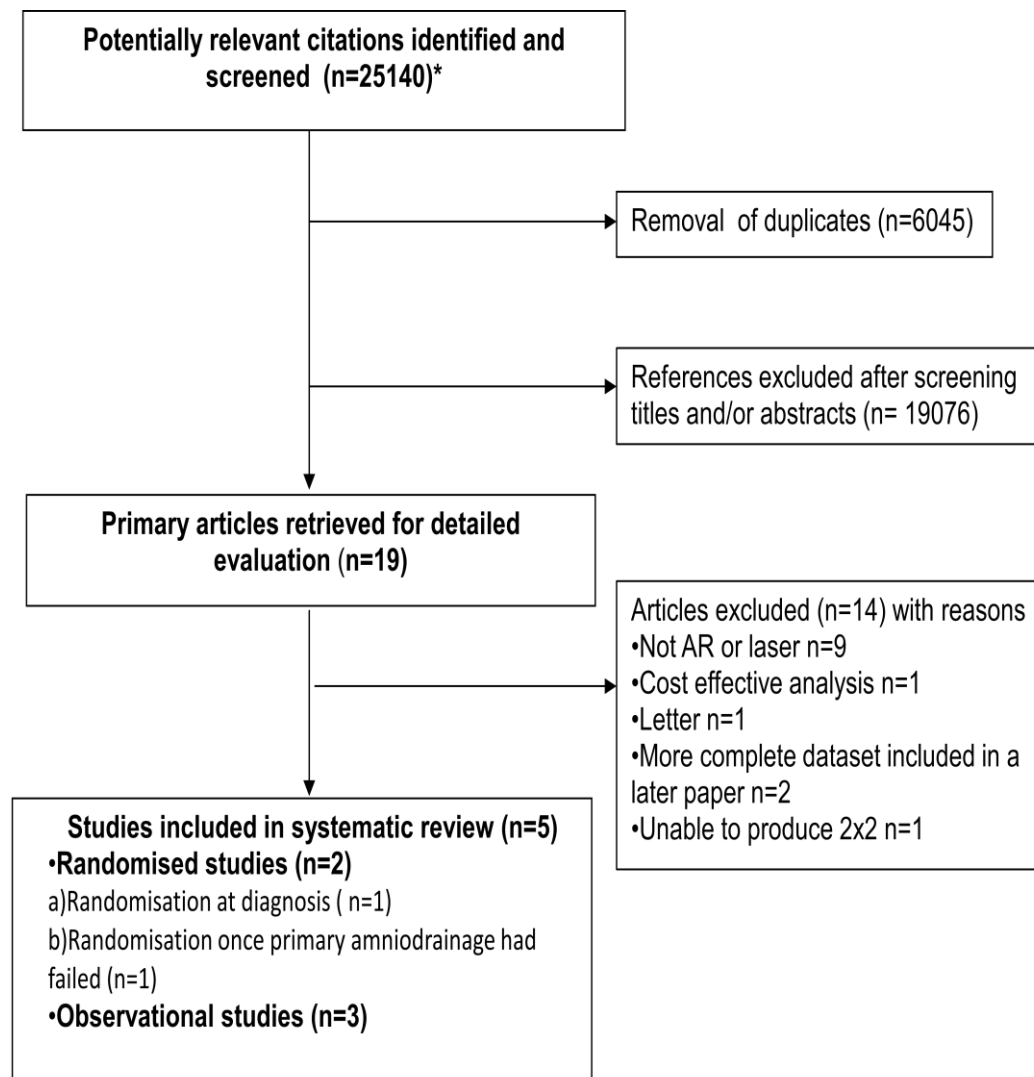 Potentially relevant citations identified and
screened (n=25140)*
Removal of duplicates (n=6045)
References excluded after screening
titles and/or abstracts (n= 19076)
Primary articles retrieved for detailed
evaluation (n=19)
Articles excluded (n=14) with reasons
•Not AR or laser n=9
•Cost effective analysis n=1
•Letter n=1
•More complete dataset included in a
later paper n=2
•Unable to produce 2x2 n=1
Studies included in systematic review (n=5)
•Randomised studies (n=2)
a)Randomisation at diagnosis ( n=1)
b)Randomisation once primary amniodrainage had
failed (n=1)
•Observational studies (n=3)